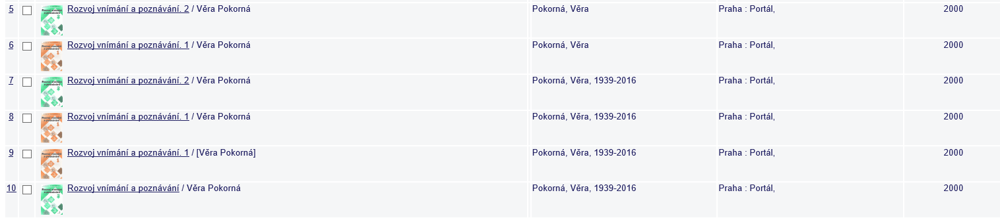 5 Rozvoj vnímání a poznávání. 2 / Věra Pokorná Pokorná, Věra Praha : Portál, 2000
6 Rozvoj vnímání a poznávání. 1 / Věra Pokorná Pokorná, Věra Praha : Portál, 2000
7 Rozvoj vnímání a poznávání. 2 / Věra Pokorná Pokorná, Věra, 1939-2016 Praha : Portál, 2000
8 Rozvoj vnímání a poznávání. 1 / Věra Pokorná Pokorná, Věra, 1939-2016 Praha : Portál, 2000
9 Rozvoj vnímání a poznávání. 1 / [Věra Pokorná] Pokorná, Věra, 1939-2016 Praha : Portál, 2000
10 Rozvoj vnímání a poznávání / Věra Pokorná Pokorná, Věra, 1939-2016 Praha : Portál, 2000